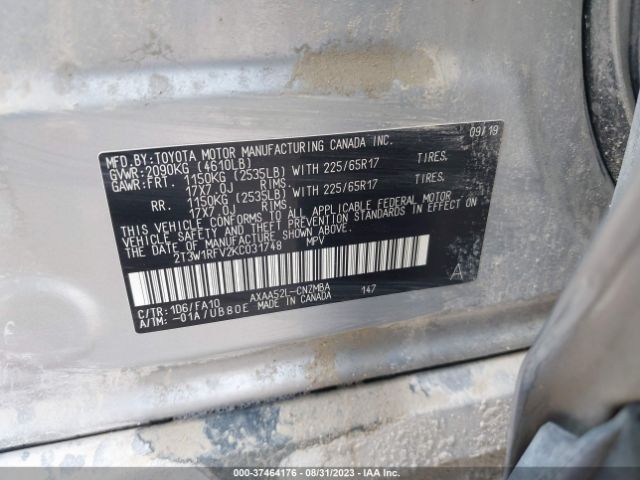 MFD.BY:TOYOTA MOTOR MANUFACTURING CANADA INC. 09/19
GVWR:2090KG (4610LB)
GAWR:FRT. 1150KG (2535LB) WITH 225/65R17 TIRES.
17X7.0J RIMS.
RR. 1150KG (2535LB) WITH 225/65R17 TIRES.
17X7.0J RIMS.
THIS VEHICLE CONFORMS TO ALL APPLICABLE FEDERAL MOTOR
VEHICLE SAFETY AND THEFT PREVENTION STANDARDS IN EFFECT ON
THE DATE OF MANUFACTURE SHOWN ABOVE.
2T3W1RFV2KC031748 MPV
A
C/TR:1D6/FA10 AXAA52L-CNZMBA 147
A/TM:-01A/UB80E MADE IN CANADA
000-37464176 - 08/31/2023 - IAA Inc.